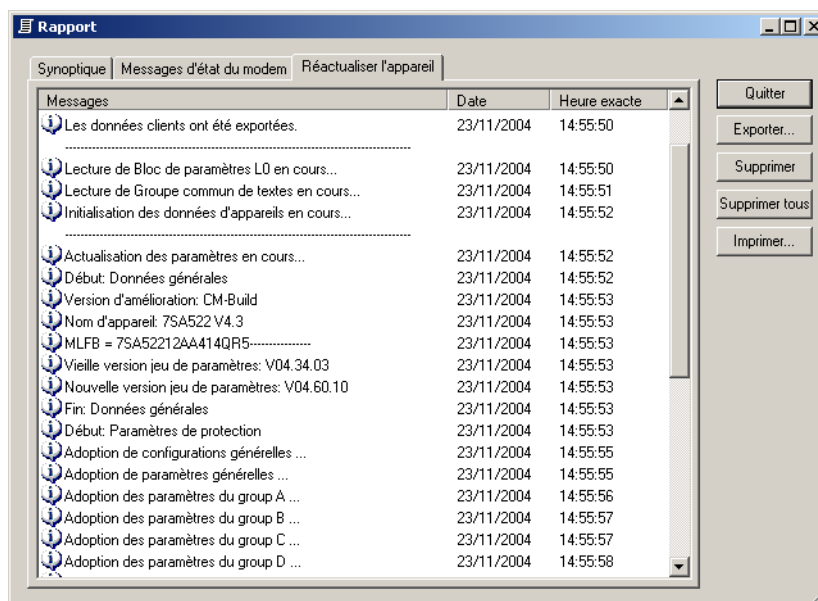 Rapport
Synoptique Messages d'état du modem Réactualiser l'appareil
Messages Date Heure exacte
Les données clients ont été exportées. 23/11/2004 14:55:50
--------------------------------------------------------------------------------
Lecture de Bloc de paramètres L0 en cours... 23/11/2004 14:55:50
Lecture de Groupe commun de textes en cours... 23/11/2004 14:55:51
Initialisation des données d'appareils en cours... 23/11/2004 14:55:52
--------------------------------------------------------------------------------
Actualisation des paramètres en cours... 23/11/2004 14:55:52
Début: Données générales 23/11/2004 14:55:52
Version d'amélioration: CM-Build 23/11/2004 14:55:53
Nom d'appareil: 7SA522 V4.3 23/11/2004 14:55:53
MLFB = 7SA52212AA414QR5---------------- 23/11/2004 14:55:53
Vieille version jeu de paramètres: V04.34.03 23/11/2004 14:55:53
Nouvelle version jeu de paramètres: V04.60.10 23/11/2004 14:55:53
Fin: Données générales 23/11/2004 14:55:53
Début: Paramètres de protection 23/11/2004 14:55:53
Adoption de configurations générelles ... 23/11/2004 14:55:55
Adoption de paramètres générelles ... 23/11/2004 14:55:55
Adoption des paramètres du group A ... 23/11/2004 14:55:56
Adoption des paramètres du group B ... 23/11/2004 14:55:57
Adoption des paramètres du group C ... 23/11/2004 14:55:57
Adoption des paramètres du group D ... 23/11/2004 14:55:58
Quitter
Exporter...
Supprimer
Supprimer tous
Imprimer...